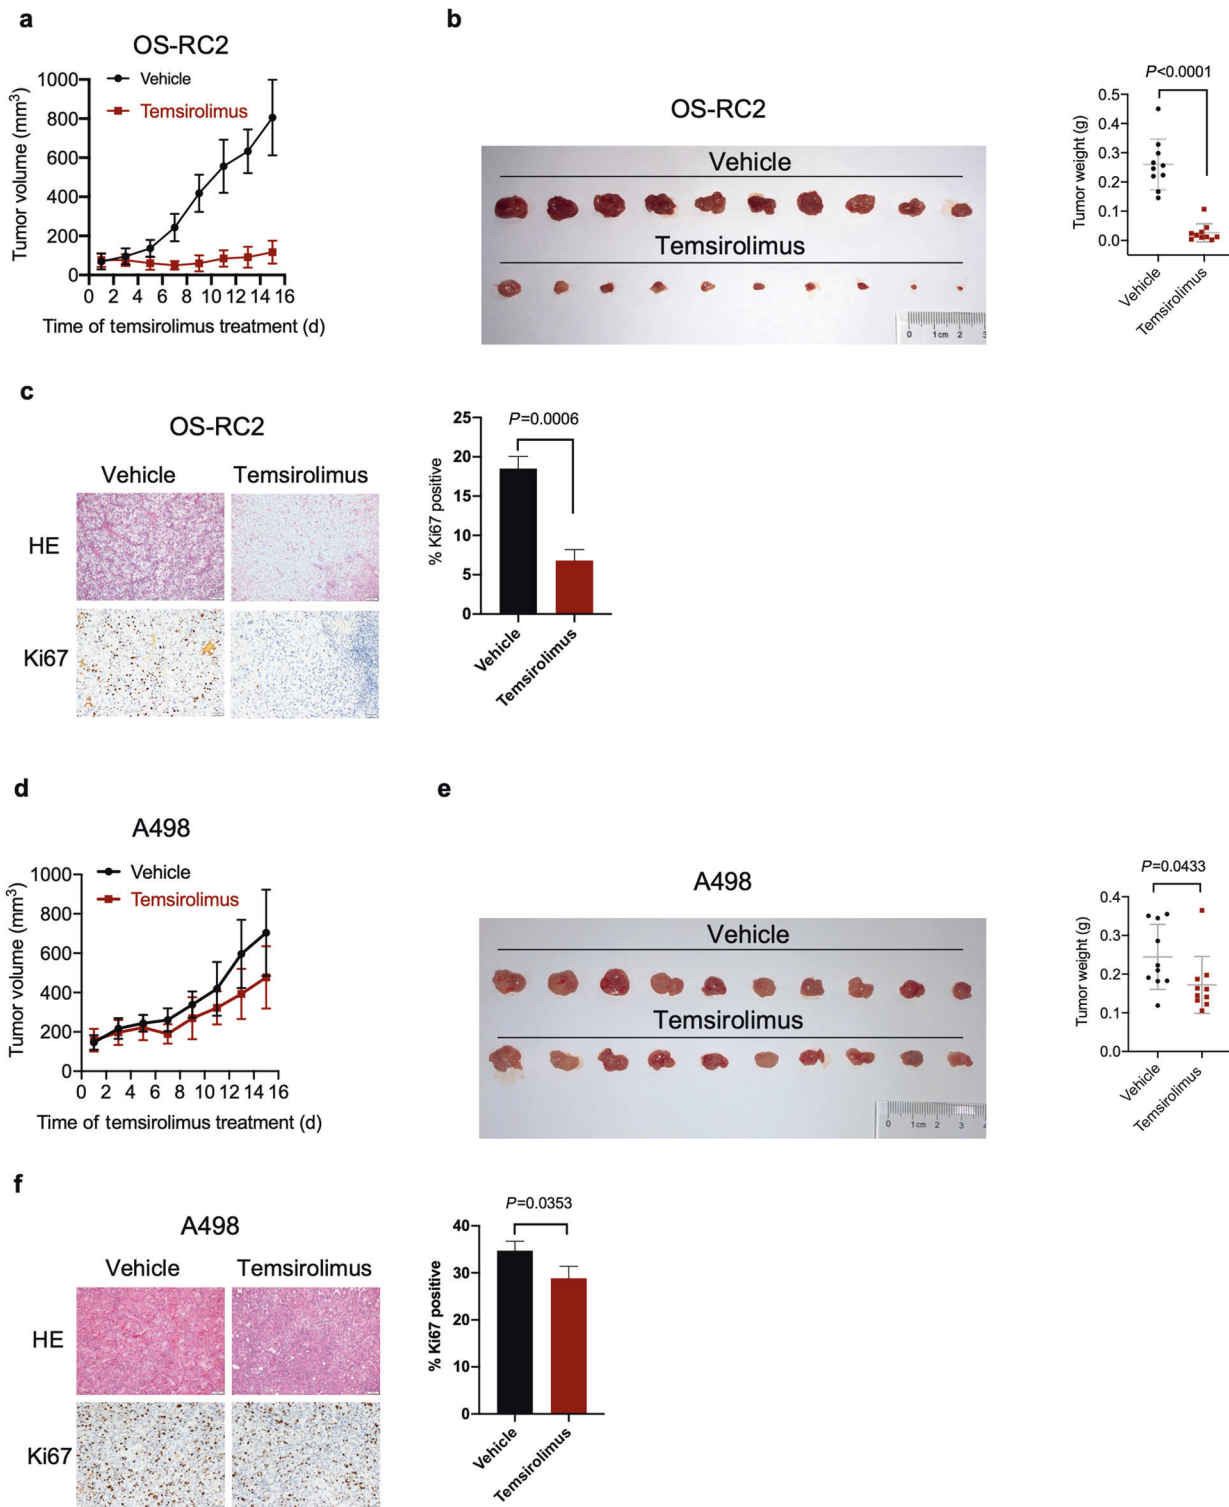 a
OS-RC2
Vehicle
Temsirolimus
Tumor volume (mm3)
1000
800
600
400
200
0
0 2 4 6 8 10 12 14 16
Time of temsirolimus treatment (d)
b
OS-RC2
Vehicle
Temsirolimus
0 1cm 2 3
P<0.0001
Tumor weight (g)
0.5
0.4
0.3
0.2
0.1
0.0
Vehicle
Temsirolimus
c
OS-RC2
Vehicle Temsirolimus
HE
Ki67
P=0.0006
% Ki67 positive
25
20
15
10
5
0
Vehicle
Temsirolimus
d
A498
Vehicle
Temsirolimus
Tumor volume (mm3)
1000
800
600
400
200
0
0 2 4 6 8 10 12 14 16
Time of temsirolimus treatment (d)
e
A498
Vehicle
Temsirolimus
0 1cm 2 3 4
P=0.0433
Tumor weight (g)
0.4
0.3
0.2
0.1
0.0
Vehicle
Temsirolimus
f
A498
Vehicle Temsirolimus
HE
Ki67
P=0.0353
% Ki67 positive
40
30
20
10
0
Vehicle
Temsirolimus